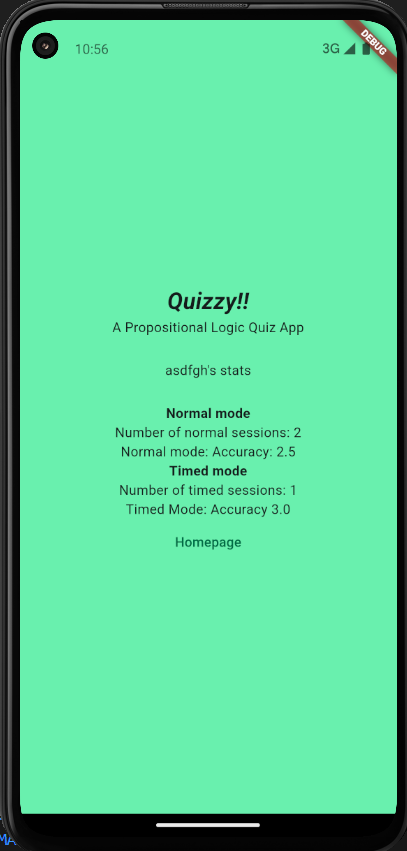 10:56
3G
DEBUG
Quizzy!!
A Propositional Logic Quiz App
asdfgh's stats
Normal mode
Number of normal sessions: 2
Normal mode: Accuracy: 2.5
Timed mode
Number of timed sessions: 1
Timed Mode: Accuracy 3.0
Homepage
MA